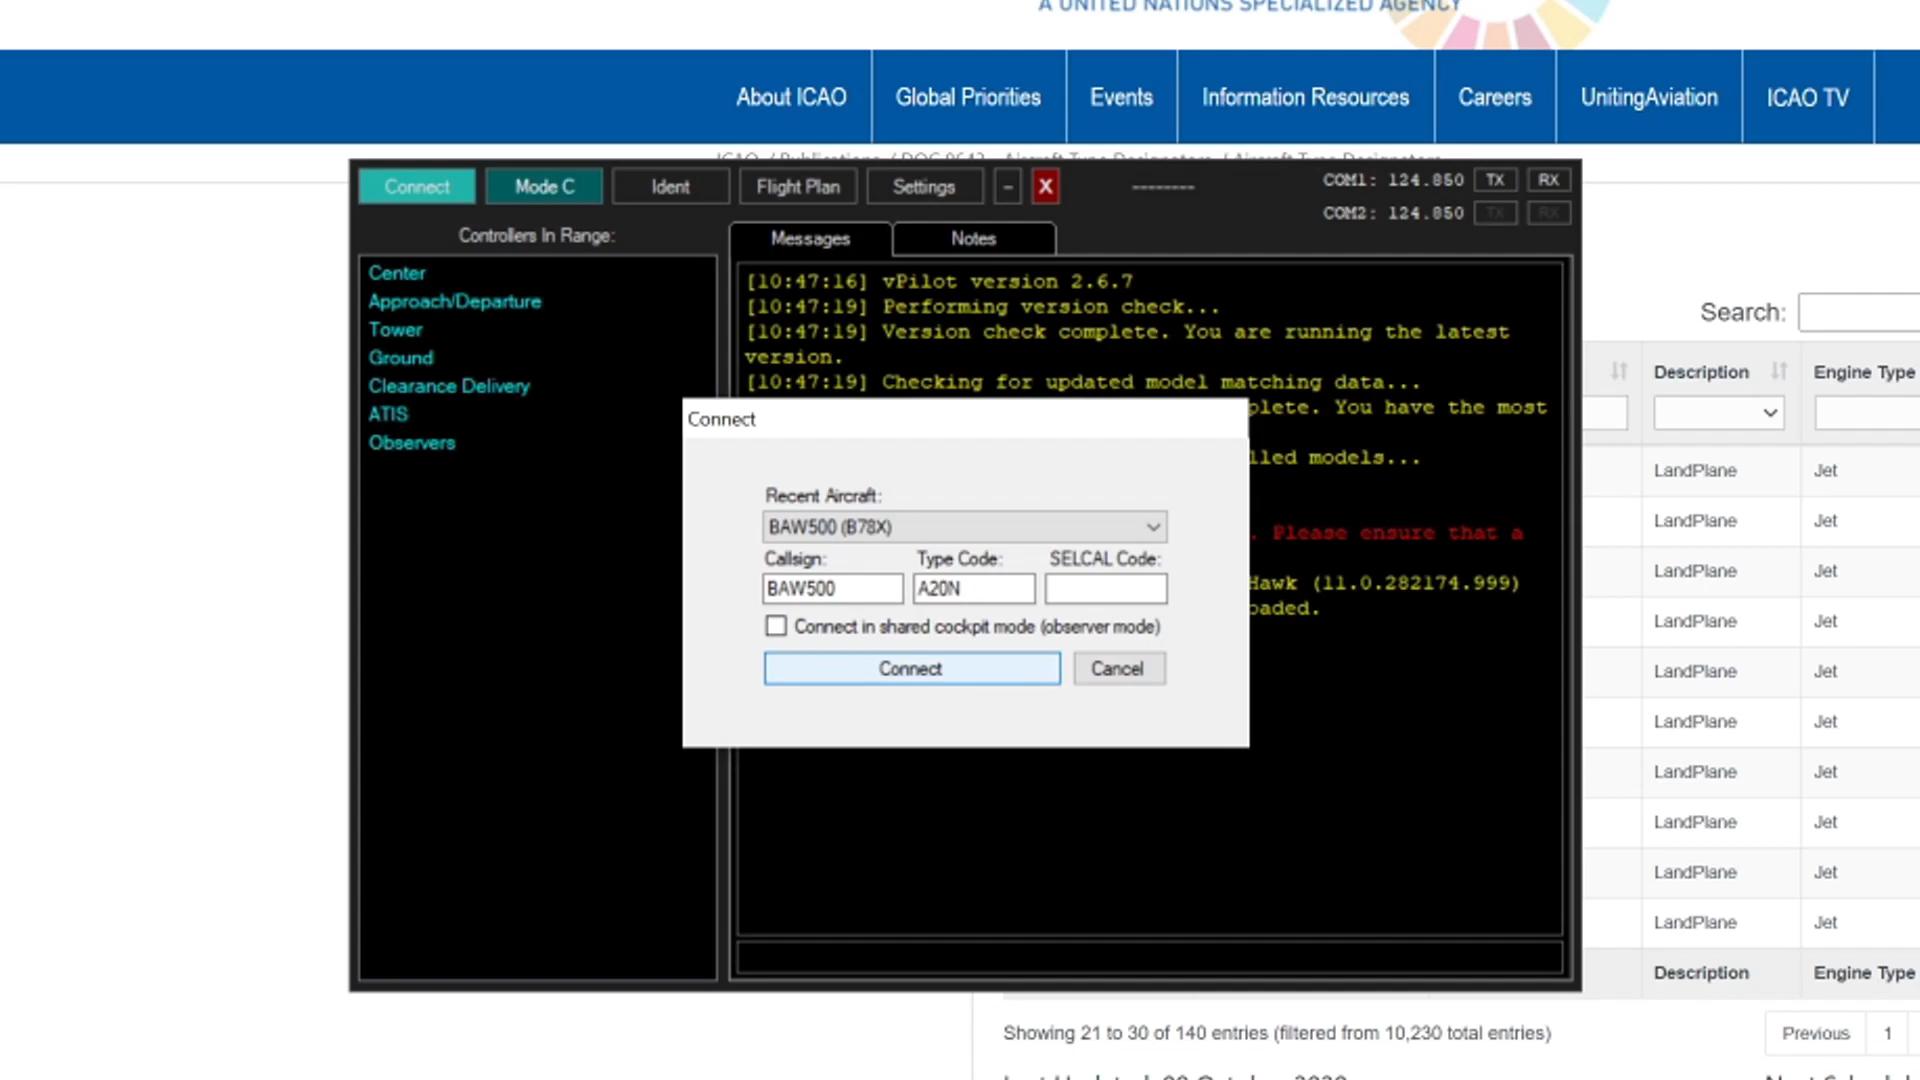 A UNITED NATIONS SPECIALIZED AGENCY
About ICAO
Global Priorities
Events
Information Resources
Careers
UnitingAviation
ICAO TV
Connect
Mode C
Ident
Flight Plan
Settings
–
X
--------
COM1: 124.850 TX RX
COM2: 124.850 TX RX
Controllers In Range:
Center
Approach/Departure
Tower
Ground
Clearance Delivery
ATIS
Observers
Messages
Notes
[10:47:16] vPilot version 2.6.7
[10:47:19] Performing version check...
[10:47:19] Version check complete. You are running the latest
version.
[10:47:19] Checking for updated model matching data...
plete. You have the most
lled models...
. Please ensure that a
Hawk (11.0.282174.999)
oaded.
Connect
Recent Aircraft:
BAW500 (B78X)
Callsign: Type Code: SELCAL Code:
BAW500 A20N
Connect in shared cockpit mode (observer mode)
Connect Cancel
Search:
Description Engine Type
LandPlane Jet
LandPlane Jet
LandPlane Jet
LandPlane Jet
LandPlane Jet
LandPlane Jet
LandPlane Jet
LandPlane Jet
LandPlane Jet
LandPlane Jet
Description Engine Type
Showing 21 to 30 of 140 entries (filtered from 10,230 total entries)
Previous 1